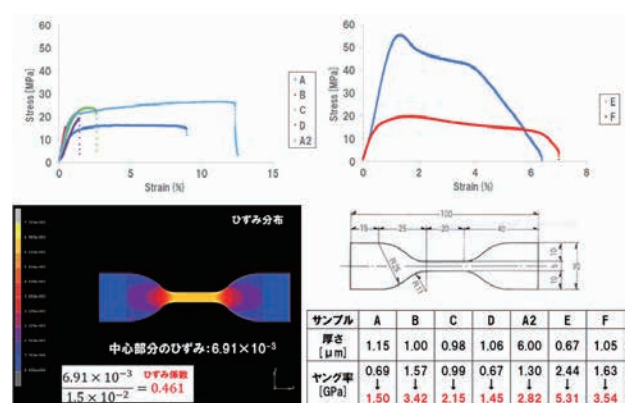 60
50
40
30
20
10
0
Stress [MPa]
0
5
10
15
Strain (%)
A
B
C
D
A2
60
50
40
30
20
10
0
Stress [MPa]
0
2
4
6
8
Strain (%)
E
F
ひずみ分布
中心部分のひずみ:6.91×10⁻³
6.91×10⁻³
1.5×10⁻²
ひずみ係数
= 0.461
100
15
25
20
40
R25
R11
10
10
25
サンプル A B C D A2 E F
厚さ [μm] 1.15 1.00 0.98 1.06 6.00 0.67 1.05
ヤング率 [GPa] 0.69 1.57 0.99 0.67 1.30 2.44 1.63
↓ ↓ ↓ ↓ ↓ ↓ ↓
1.50 3.42 2.15 1.45 2.82 5.31 3.54